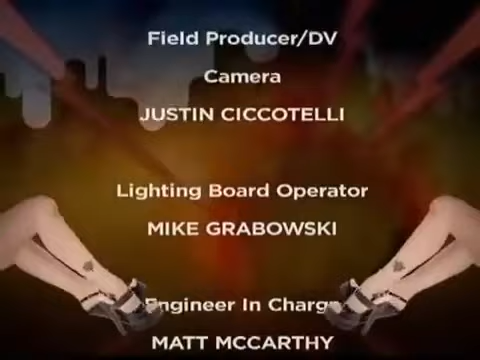 Field Producer/DV
Camera
JUSTIN CICCOTELLI
Lighting Board Operator
MIKE GRABOWSKI
Engineer In Charge
MATT MCCARTHY